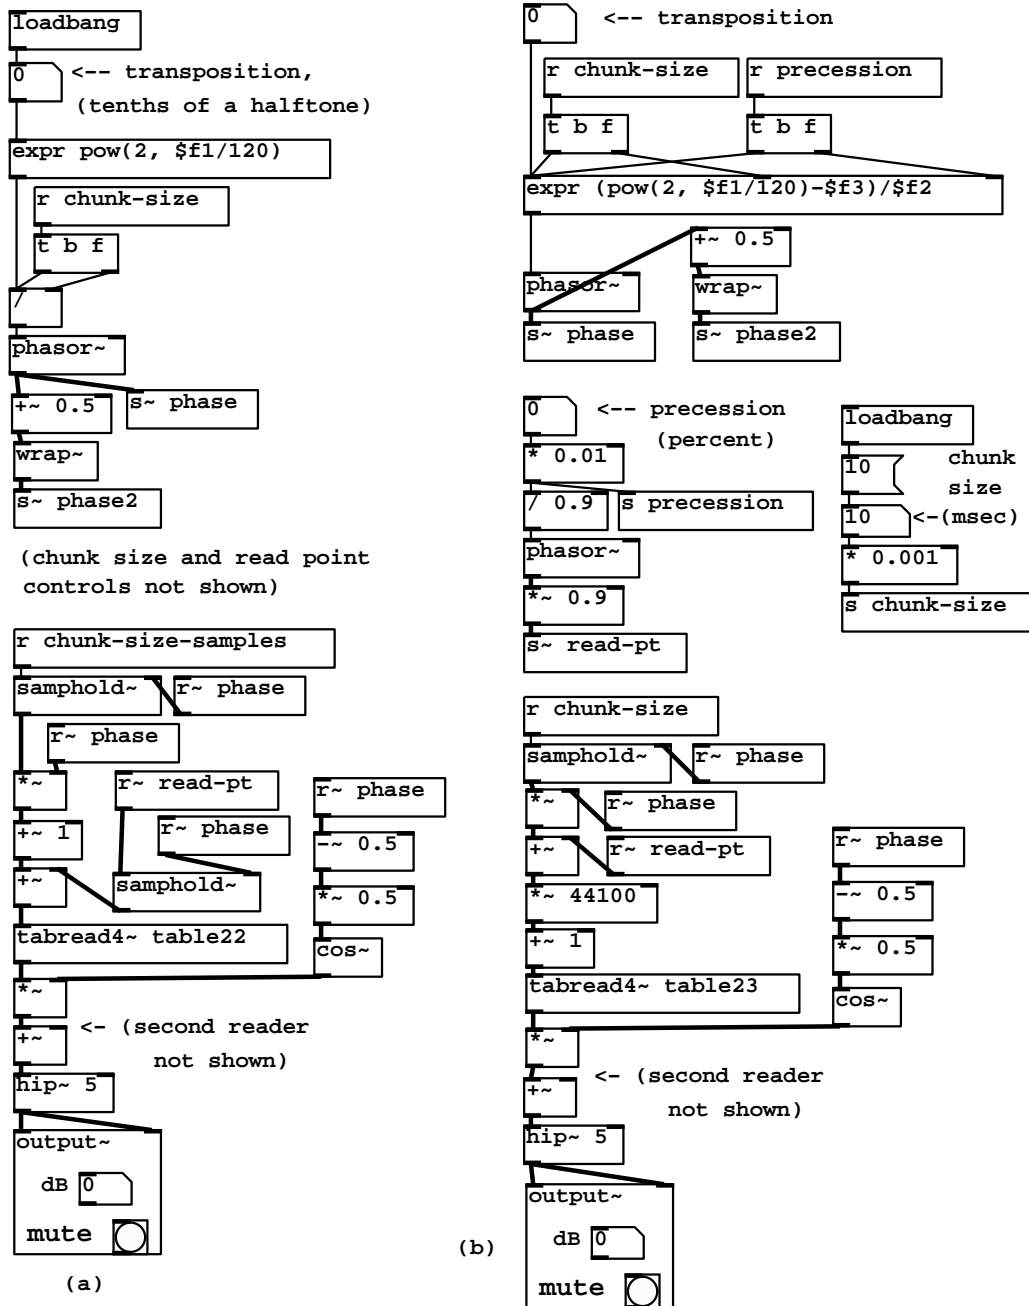 loadbang
0 <-- transposition,
(tenths of a halftone)
expr pow(2, $f1/120)
r chunk-size
t b f
/
phasor~
+~ 0.5
s~ phase
wrap~
s~ phase2
(chunk size and read point
controls not shown)
r chunk-size-samples
samphold~
r~ phase
r~ phase
*~
r~ read-pt
r~ phase
+~ 1
r~ phase
-~ 0.5
+~
samphold~
*~ 0.5
tabread4~ table22
cos~
*~
<- (second reader
not shown)
+~
hip~ 5
output~
dB 0
mute
(a)
0 <-- transposition
r chunk-size
r precession
t b f
t b f
expr (pow(2, $f1/120)-$f3)/$f2
+~ 0.5
phasor~
wrap~
s~ phase
s~ phase2
0 <-- precession
(percent)
* 0.01
/ 0.9
s precession
phasor~
*~ 0.9
s~ read-pt
loadbang
10
chunk
size
10 <-(msec)
* 0.001
s chunk-size
r chunk-size
samphold~
r~ phase
*~
r~ phase
+~
r~ read-pt
r~ phase
*~ 44100
-~ 0.5
+~ 1
*~ 0.5
tabread4~ table23
cos~
*~
<- (second reader
not shown)
+~
hip~ 5
output~
dB 0
mute
(b)